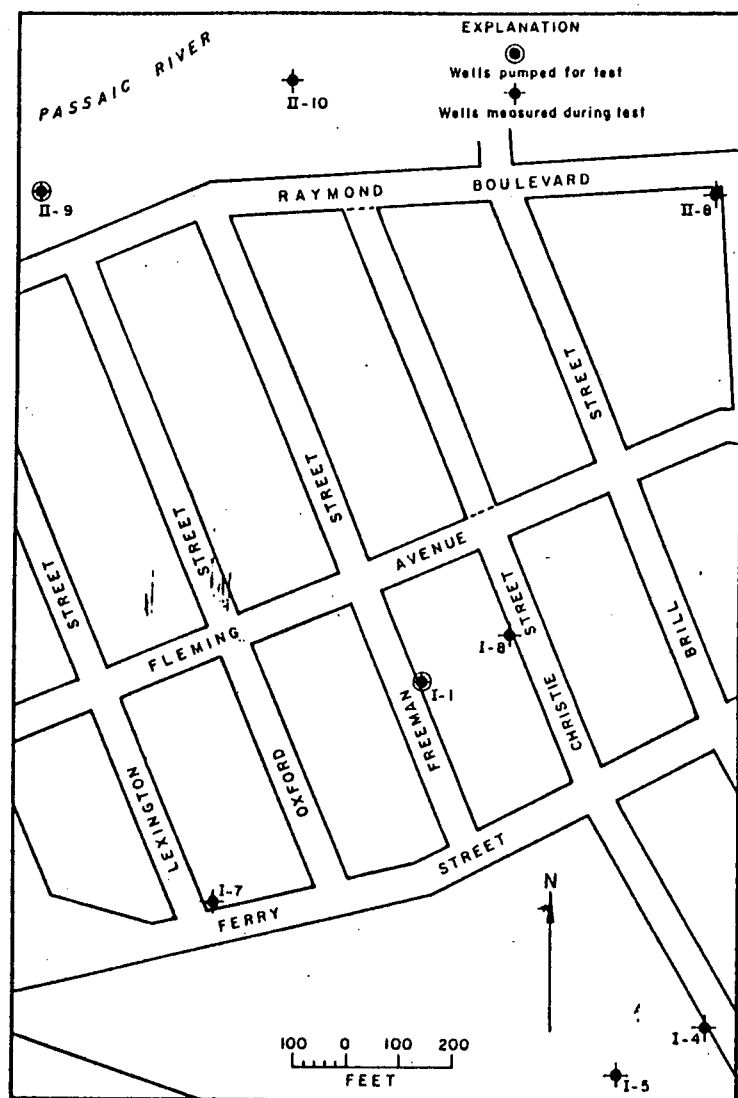 EXPLANATION
Wells pumped for test
Wells measured during test
PASSAIC RIVER
II-10
II-9
RAYMOND BOULEVARD
II-8
STREET
STREET
STREET
STREET
FLEMING AVENUE
I-8
I-1
LEXINGTON
OXFORD
FREEMAN
CHRISTIE STREET
BRILL
I-7
FERRY STREET
N
100 0 100 200
FEET
I-4
I-5